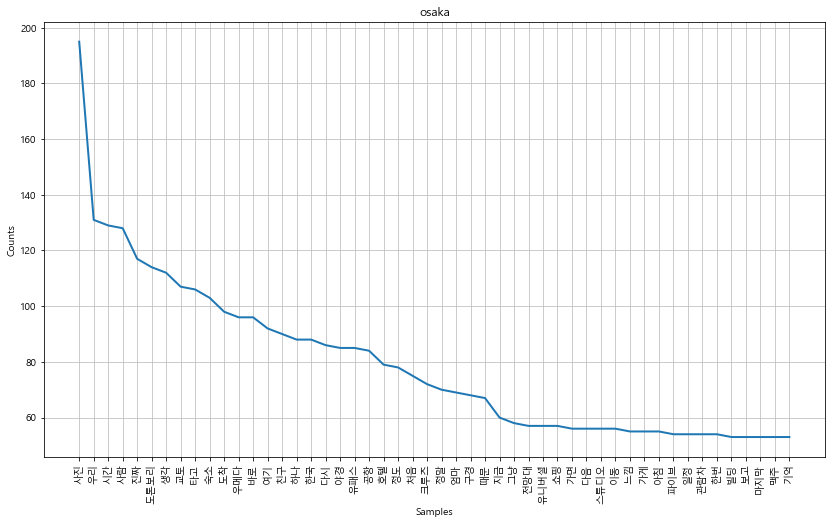 osaka
200
180
160
140
120
100
80
60
Counts
사진
우리
시간
사람
진짜
도톤보리
생각
교토
타고
숙소
도착
우메다
바로
여기
친구
하나
한국
다시
야경
유패스
공항
호텔
정도
처음
크루즈
정말
엄마
구경
때문
지금
그냥
전망대
유니버셜
쇼핑
가면
다음
스튜디오
이동
느낌
가게
아침
파이브
일정
관람차
한번
빌딩
보고
마지막
맥주
기억
Samples